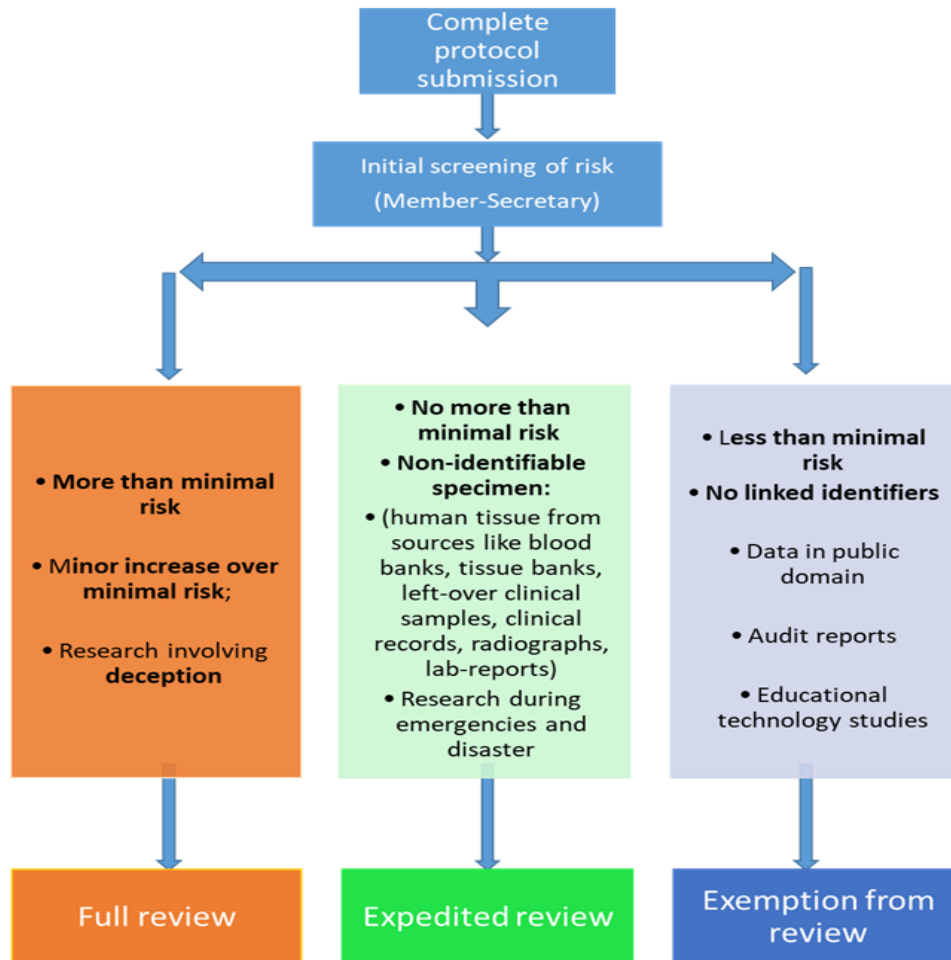 Complete
protocol
submission
Initial screening of risk
(Member-Secretary)
• More than minimal
risk
• Minor increase over
minimal risk;
• Research involving
deception
• No more than
minimal risk
• Non-identifiable
specimen:
• (human tissue from
sources like blood
banks, tissue banks,
left-over clinical
samples, clinical
records, radiographs,
lab-reports)
• Research during
emergencies and
disaster
• Less than minimal
risk
• No linked identifiers
• Data in public
domain
• Audit reports
• Educational
technology studies
Full review
Expedited review
Exemption from
review